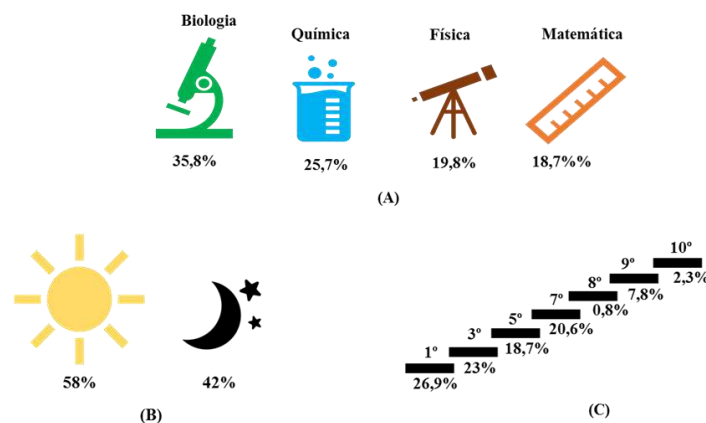 Biologia
Química
Física
Matemática
35,8%
25,7%
19,8%
18,7%%
(A)
58%
42%
(B)
1º
26,9%
3º
23%
5º
18,7%
7º
20,6%
8º
0,8%
9º
7,8%
10º
2,3%
(C)